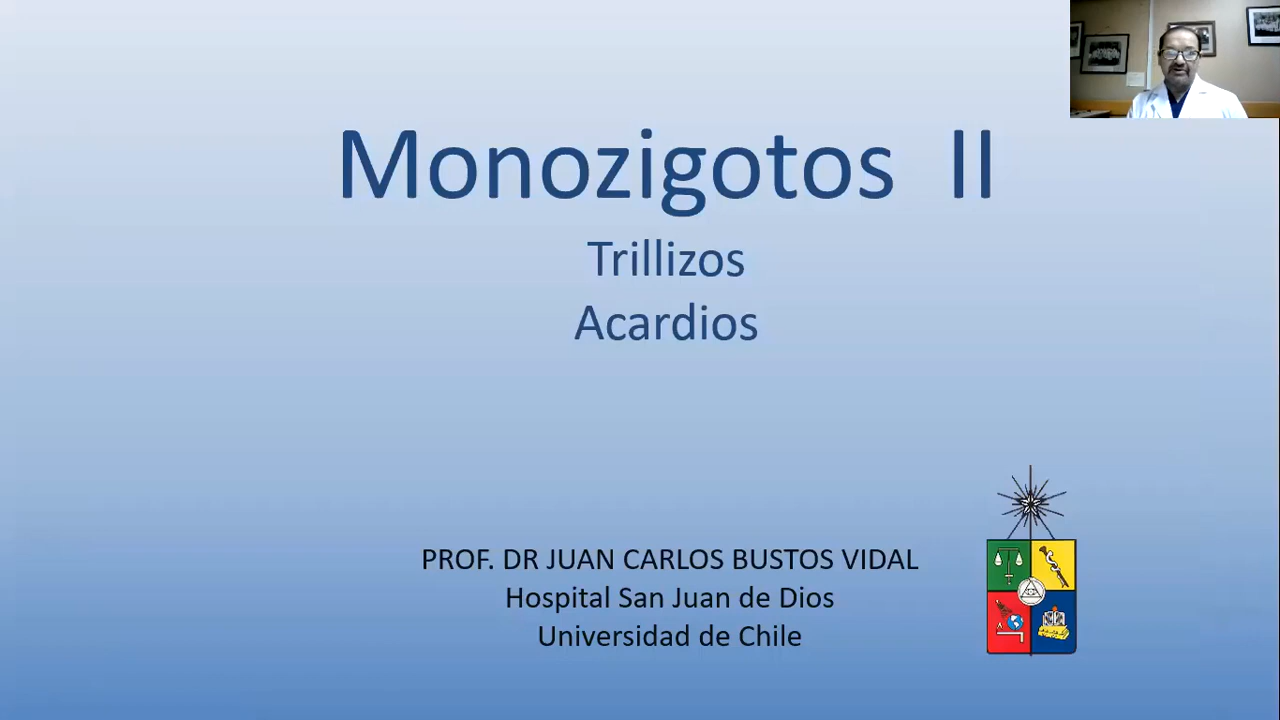 Monozigotos II
Trillizos
Acardios
PROF. DR JUAN CARLOS BUSTOS VIDAL
Hospital San Juan de Dios
Universidad de Chile